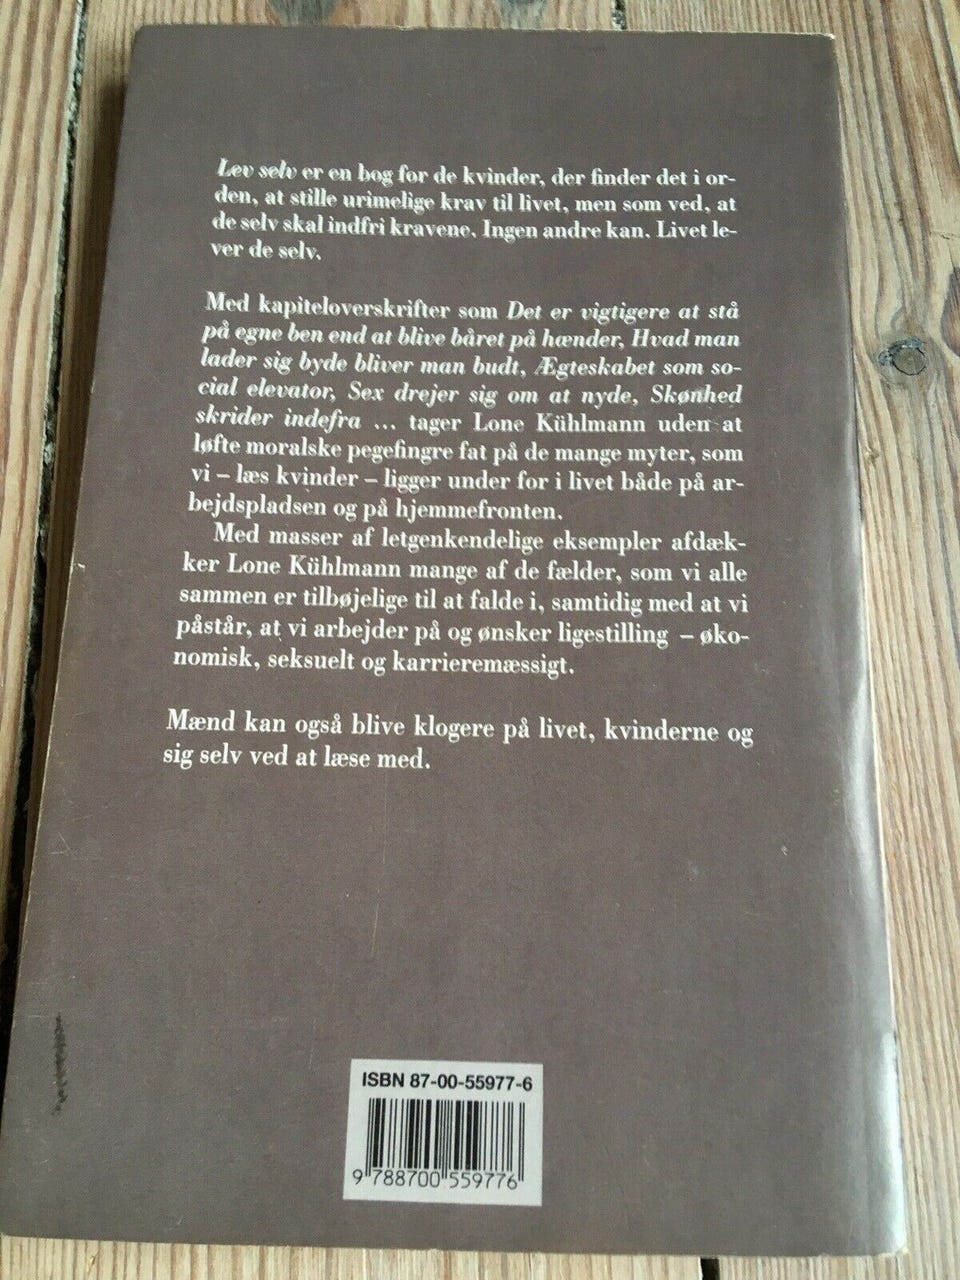 Lev selv er en bog for de kvinder, der finder det i or-
den, at stille urimelige krav til livet, men som ved, at
de selv skal indfri kravene. Ingen andre kan. Livet le-
ver de selv.
Med kapiteloverskrifter som Det er vigtigere at stå
på egne ben end at blive båret på hænder, Hvad man
lader sig byde bliver man budt, Ægteskabet som so-
cial elevator, Sex drejer sig om at nyde, Skønhed
skrider indefra ... tager Lone Kühlmann uden at
løfte moralske pegefingre fat på de mange myter, som
vi – læs kvinder – ligger under for i livet både på ar-
bejdspladsen og på hjemmefronten.
Med masser af letgenkendelige eksempler afdæk-
ker Lone Kühlmann mange af de fælder, som vi alle
sammen er tilbøjelige til at falde i, samtidig med at vi
påstår, at vi arbejder på og ønsker ligestilling – øko-
nomisk, seksuelt og karrieremæssigt.
Mænd kan også blive klogere på livet, kvinderne og
sig selv ved at læse med.
ISBN 87-00-55977-6
9 788700 559776